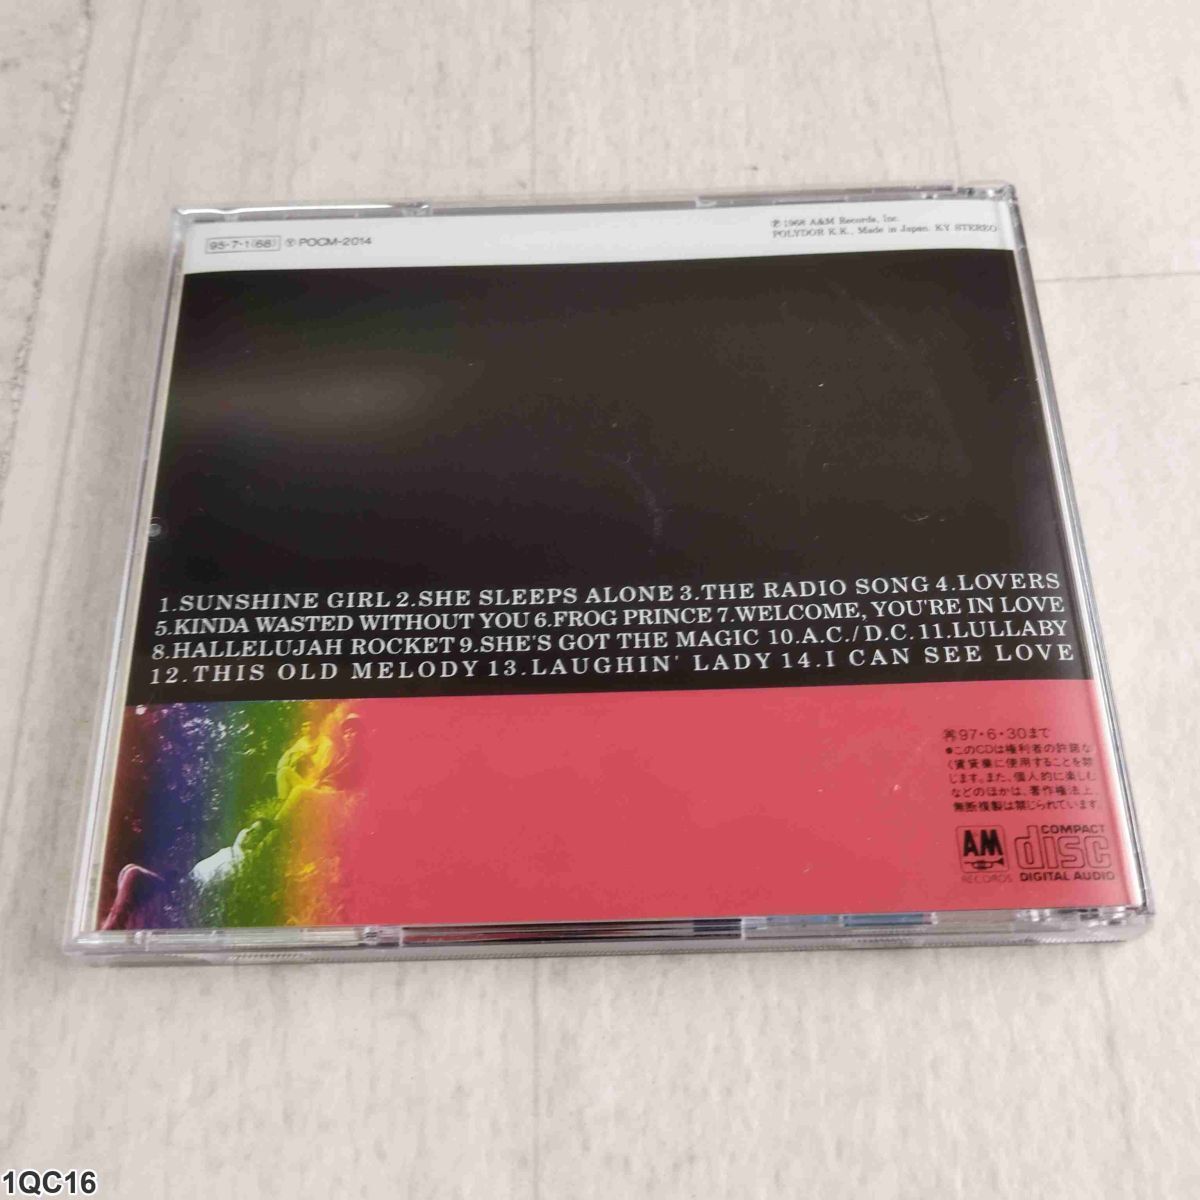 95・7・1(68) Ⓨ POCM-2014
℗ 1968 A&M Records, Inc.
POLYDOR K.K., Made in Japan. KY STEREO
1.SUNSHINE GIRL 2.SHE SLEEPS ALONE 3.THE RADIO SONG 4.LOVERS
5.KINDA WASTED WITHOUT YOU 6.FROG PRINCE 7.WELCOME, YOU'RE IN LOVE
8.HALLELUJAH ROCKET 9.SHE'S GOT THE MAGIC 10.A.C./D.C. 11.LULLABY
12.THIS OLD MELODY 13.LAUGHIN' LADY 14.I CAN SEE LOVE
㊢97・6・30まで
●このCDは権利者の許諾な
く賃貸業に使用することを禁
じます。また、個人的に楽しむ
などのほかは、著作権法上、
無断複製は禁じられています。
AM
RECORDS
COMPACT
disc
DIGITAL AUDIO
1QC16